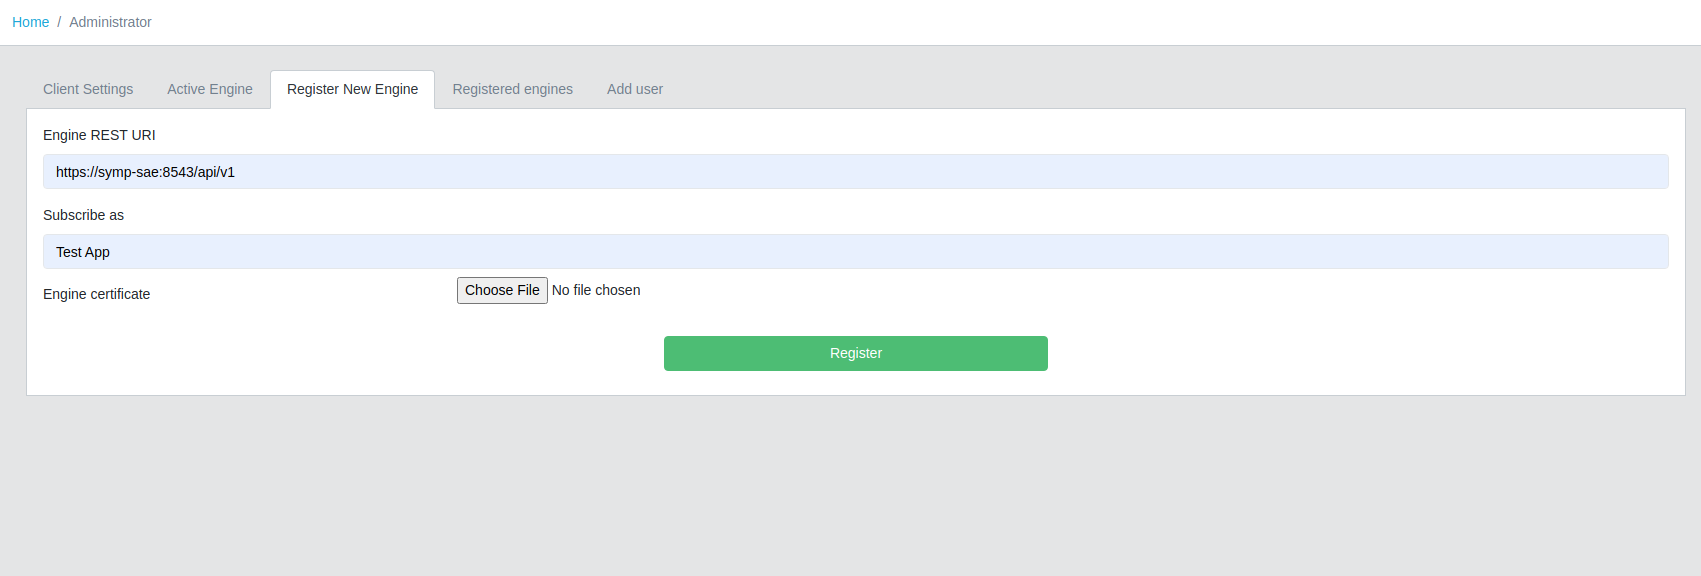 Home / Administrator
Client Settings Active Engine Register New Engine Registered engines Add user
Engine REST URI
https://symp-sae:8543/api/v1
Subscribe as
Test App
Engine certificate Choose File No file chosen
Register